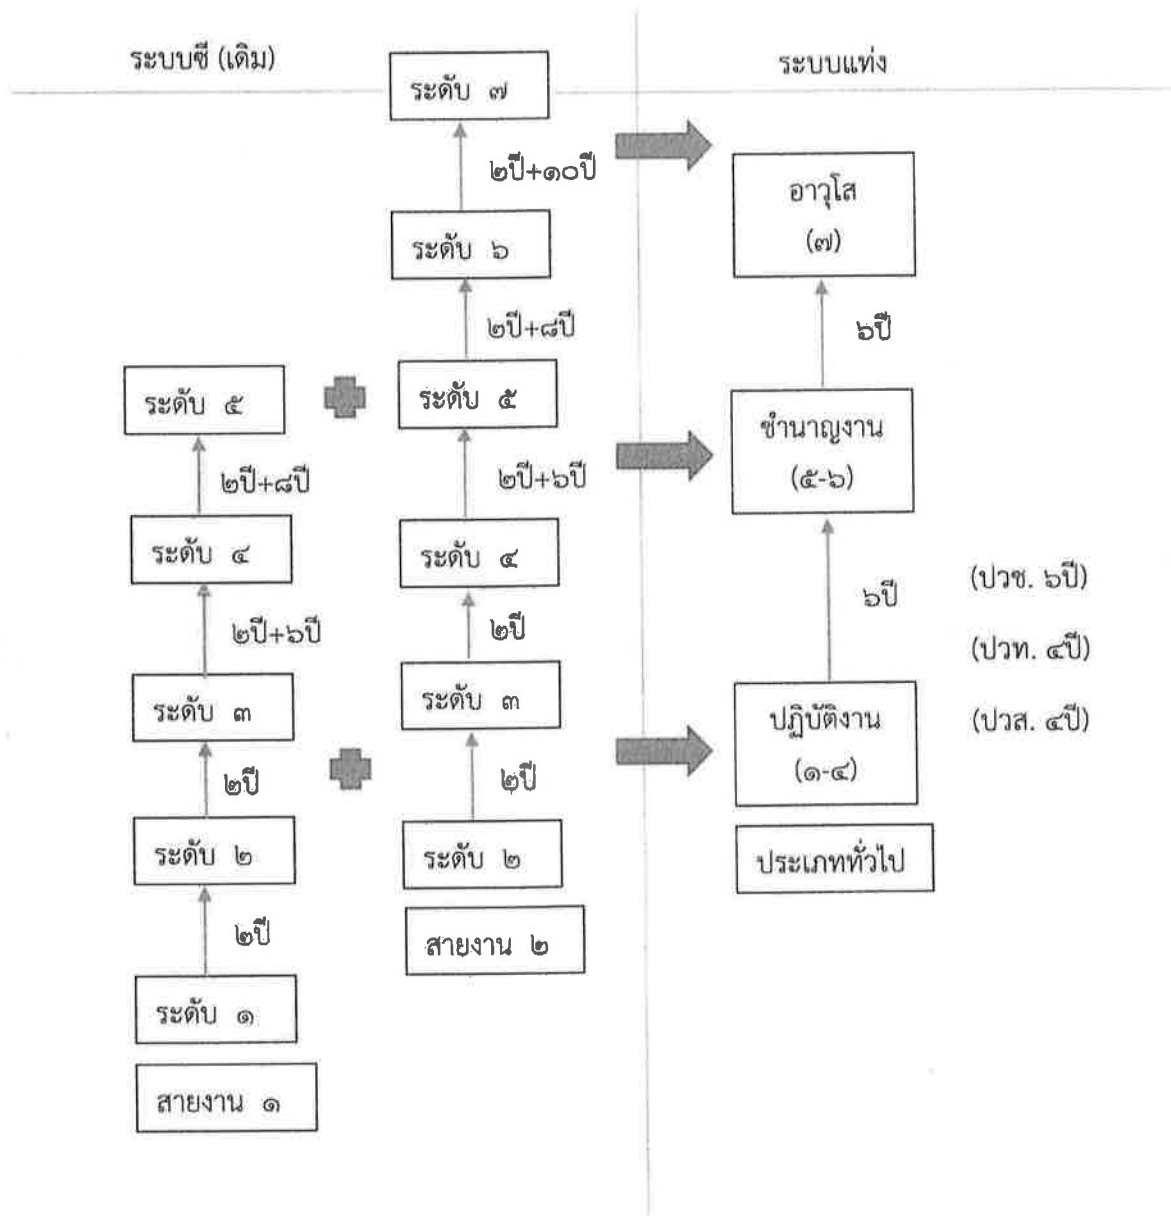 ระบบซี (เดิม)
ระดับ ๗
๒ปี+๑๐ปี
ระดับ ๖
๒ปี+๘ปี
ระดับ ๕
๒ปี+๘ปี
ระดับ ๔
๒ปี+๖ปี
ระดับ ๓
๒ปี
ระดับ ๒
๒ปี
ระดับ ๑
สายงาน ๑
ระดับ ๕
๒ปี+๖ปี
ระดับ ๔
๒ปี
ระดับ ๓
๒ปี
ระดับ ๒
สายงาน ๒
ระบบแท่ง
อาวุโส
(๗)
๖ปี
ชำนาญงาน
(๕-๖)
๖ปี
(ปวช. ๖ปี)
(ปวท. ๔ปี)
(ปวส. ๔ปี)
ปฏิบัติงาน
(๑-๔)
ประเภททั่วไป